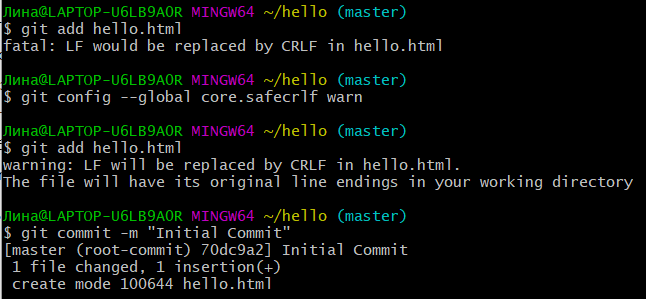 Лина@LAPTOP-U6LB9AOR MINGW64 ~/hello (master)
$ git add hello.html
fatal: LF would be replaced by CRLF in hello.html
Лина@LAPTOP-U6LB9AOR MINGW64 ~/hello (master)
$ git config --global core.safecrlf warn
Лина@LAPTOP-U6LB9AOR MINGW64 ~/hello (master)
$ git add hello.html
warning: LF will be replaced by CRLF in hello.html.
The file will have its original line endings in your working directory
Лина@LAPTOP-U6LB9AOR MINGW64 ~/hello (master)
$ git commit -m "Initial Commit"
[master (root-commit) 70dc9a2] Initial Commit
 1 file changed, 1 insertion(+)
 create mode 100644 hello.html